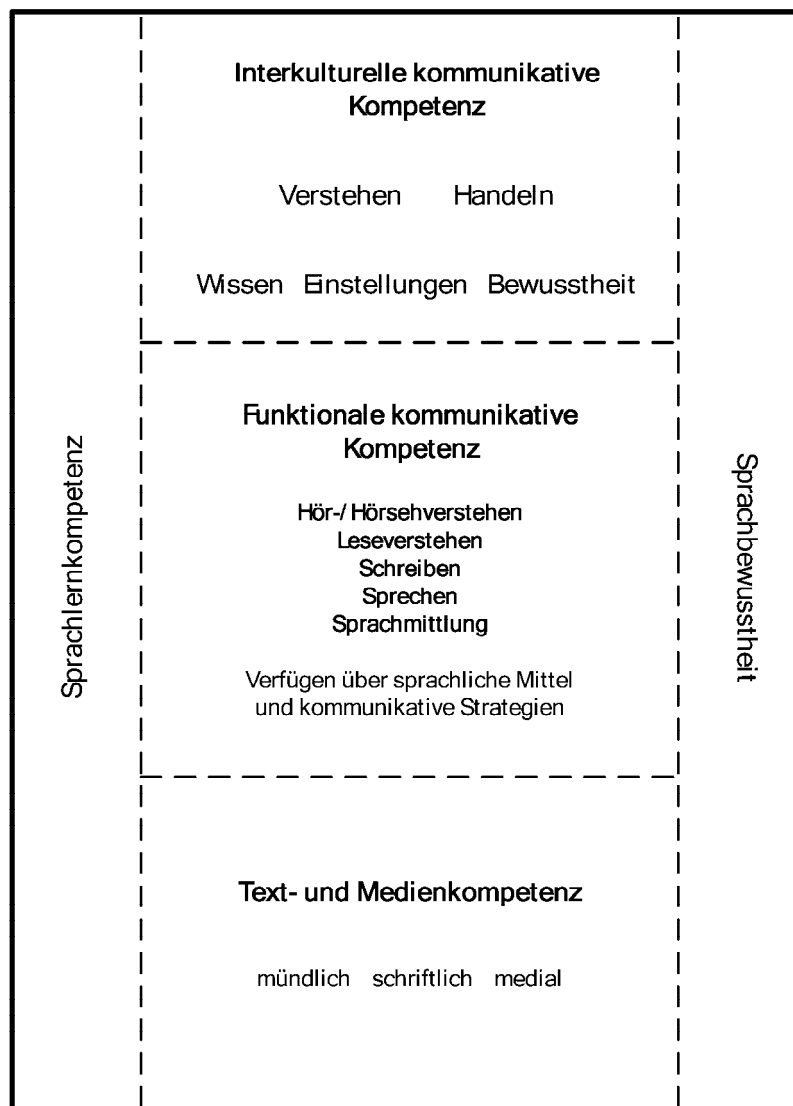 Interkulturelle kommunikative
Kompetenz
Verstehen Handeln
Wissen Einstellungen Bewusstheit
Sprachlernkompetenz
Funktionale kommunikative
Kompetenz
Hör-/ Hörsehverstehen
Leseverstehen
Schreiben
Sprechen
Sprachmittlung
Verfügen über sprachliche Mittel
und kommunikative Strategien
Sprachbewusstheit
Text- und Medienkompetenz
mündlich schriftlich medial